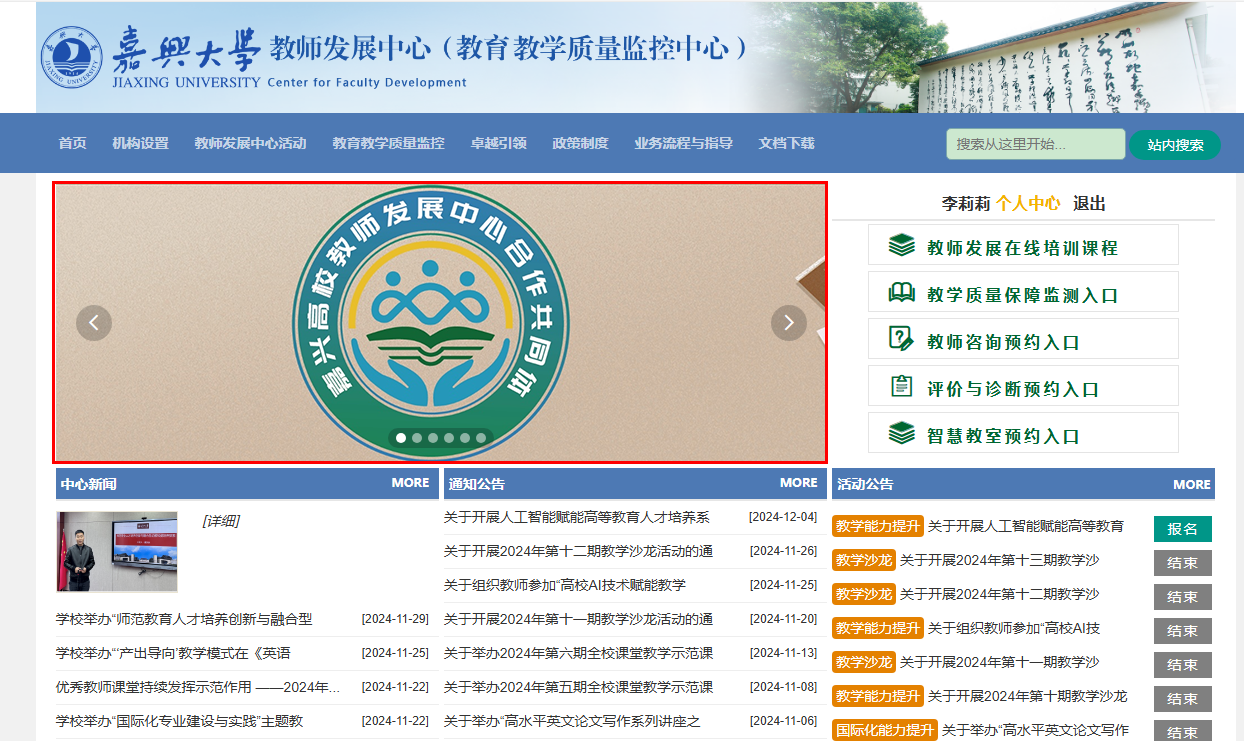 嘉興大學 教师发展中心（教育教学质量监控中心）
JIAXING UNIVERSITY Center for Faculty Development
首页 机构设置 教师发展中心活动 教育教学质量监控 卓越引领 政策制度 业务流程与指导 文档下载 搜索从这里开始... 站内搜索
嘉兴高校教师发展中心合作共同体
李莉莉 个人中心 退出
教师发展在线培训课程
教学质量保障监测入口
教师咨询预约入口
评价与诊断预约入口
智慧教室预约入口
中心新闻 MORE
[详细]
学校举办“师范教育人才培养创新与融合型 [2024-11-29]
学校举办“‘产出导向’教学模式在《英语 [2024-11-25]
优秀教师课堂持续发挥示范作用 ——2024年... [2024-11-22]
学校举办“国际化专业建设与实践”主题教 [2024-11-22]
通知公告 MORE
关于开展人工智能赋能高等教育人才培养系 [2024-12-04]
关于开展2024年第十二期教学沙龙活动的通 [2024-11-26]
关于组织教师参加“高校AI技术赋能教学 [2024-11-25]
关于开展2024年第十一期教学沙龙活动的通 [2024-11-20]
关于举办2024年第六期全校课堂教学示范课 [2024-11-13]
关于举办2024年第五期全校课堂教学示范课 [2024-11-08]
关于举办“高水平英文论文写作系列讲座之 [2024-11-06]
活动公告 MORE
教学能力提升 关于开展人工智能赋能高等教育 报名
教学沙龙 关于开展2024年第十三期教学沙 结束
教学沙龙 关于开展2024年第十二期教学沙 结束
教学能力提升 关于组织教师参加“高校AI技 结束
教学沙龙 关于开展2024年第十一期教学沙 结束
教学能力提升 关于开展2024年第十期教学沙龙 结束
国际化能力提升 关于举办“高水平英文论文写作 结束